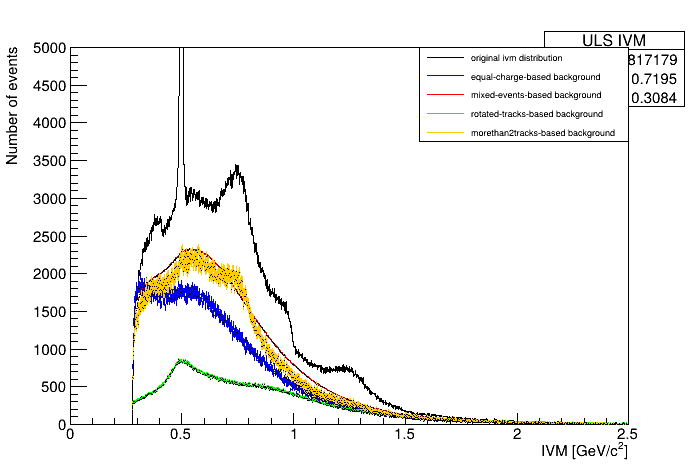 ULS IVM
817179
0.7195
0.3084
original ivm distribution
equal-charge-based background
mixed-events-based background
rotated-tracks-based background
morethan2tracks-based background
Number of events
5000
4500
4000
3500
3000
2500
2000
1500
1000
500
0
0
0.5
1
1.5
2
2.5
IVM [GeV/c²]